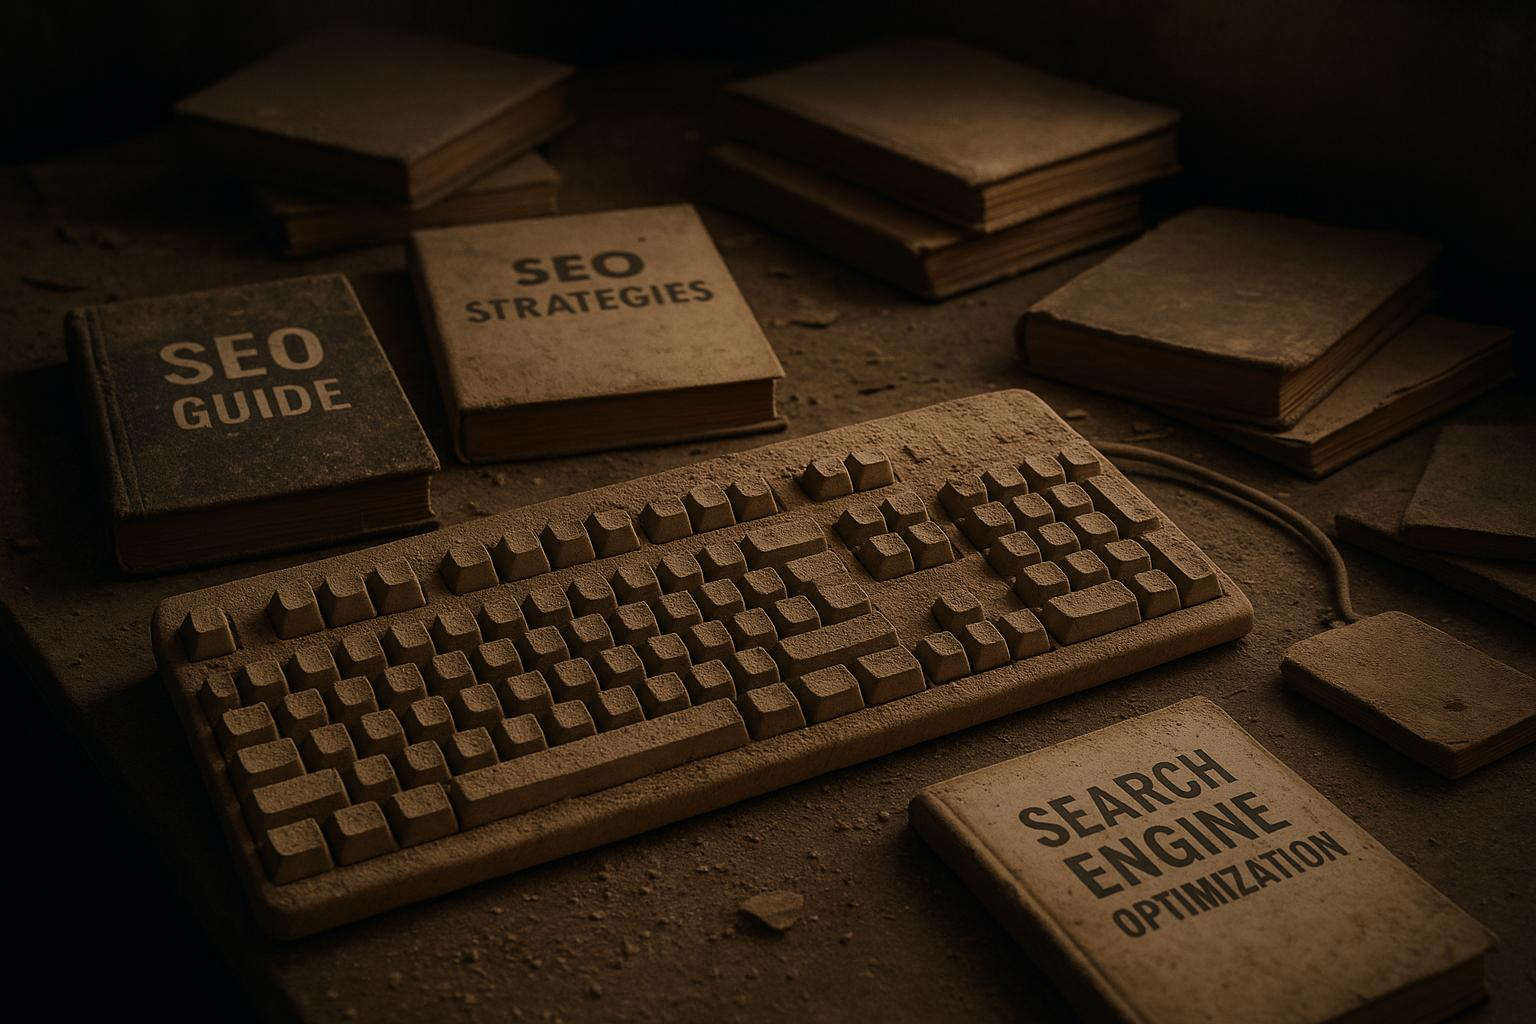 SEO
GUIDE
SEO
STRATEGIES
SEARCH
ENGINE
OPTIMIZATION